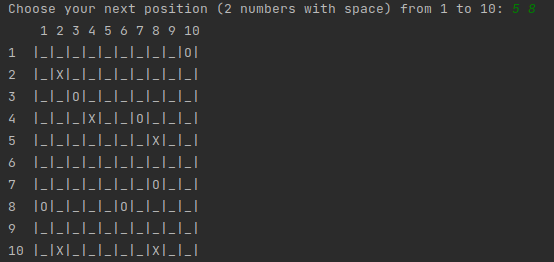 Choose your next position (2 numbers with space) from 1 to 10: 5 8
   1 2 3 4 5 6 7 8 9 10
1  |_|_|_|_|_|_|_|_|_|O|
2  |_|X|_|_|_|_|_|_|_|_|
3  |_|_|O|_|_|_|_|_|_|_|
4  |_|_|_|X|_|_|O|_|_|_|
5  |_|_|_|_|_|_|_|X|_|_|
6  |_|_|_|_|_|_|_|_|_|_|
7  |_|_|_|_|_|_|_|O|_|_|
8  |O|_|_|_|_|O|_|_|_|_|
9  |_|_|_|_|_|_|_|_|_|_|
10 |_|X|_|_|_|_|_|X|_|_|